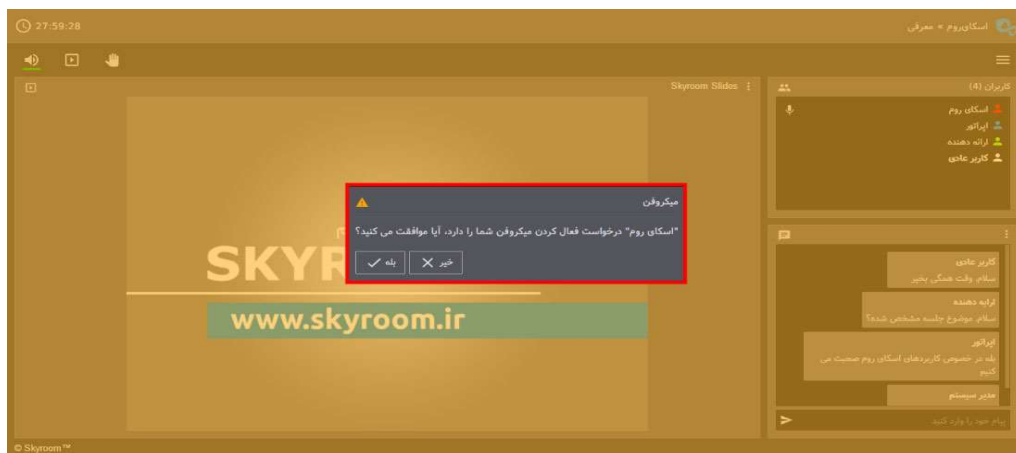 27:59:28
اسکای‌روم » معرفی
Skyroom Slides
کاربران (4)
اسکای روم
اپراتور
ارائه دهنده
کاربر عادی
میکروفن
"اسکای روم" درخواست فعال کردن میکروفن شما را دارد، آیا موافقت می کنید؟
خیر
بله
SKYR
www.skyroom.ir
کاربر عادی
سلام، وقت همگی بخیر
ارایه دهنده
سلام، موضوع جلسه مشخص شده؟
اپراتور
بله در خصوص کاربردهای اسکای روم صحبت می
کنیم
مدیر سیستم
پیام خود را وارد کنید
© Skyroom™